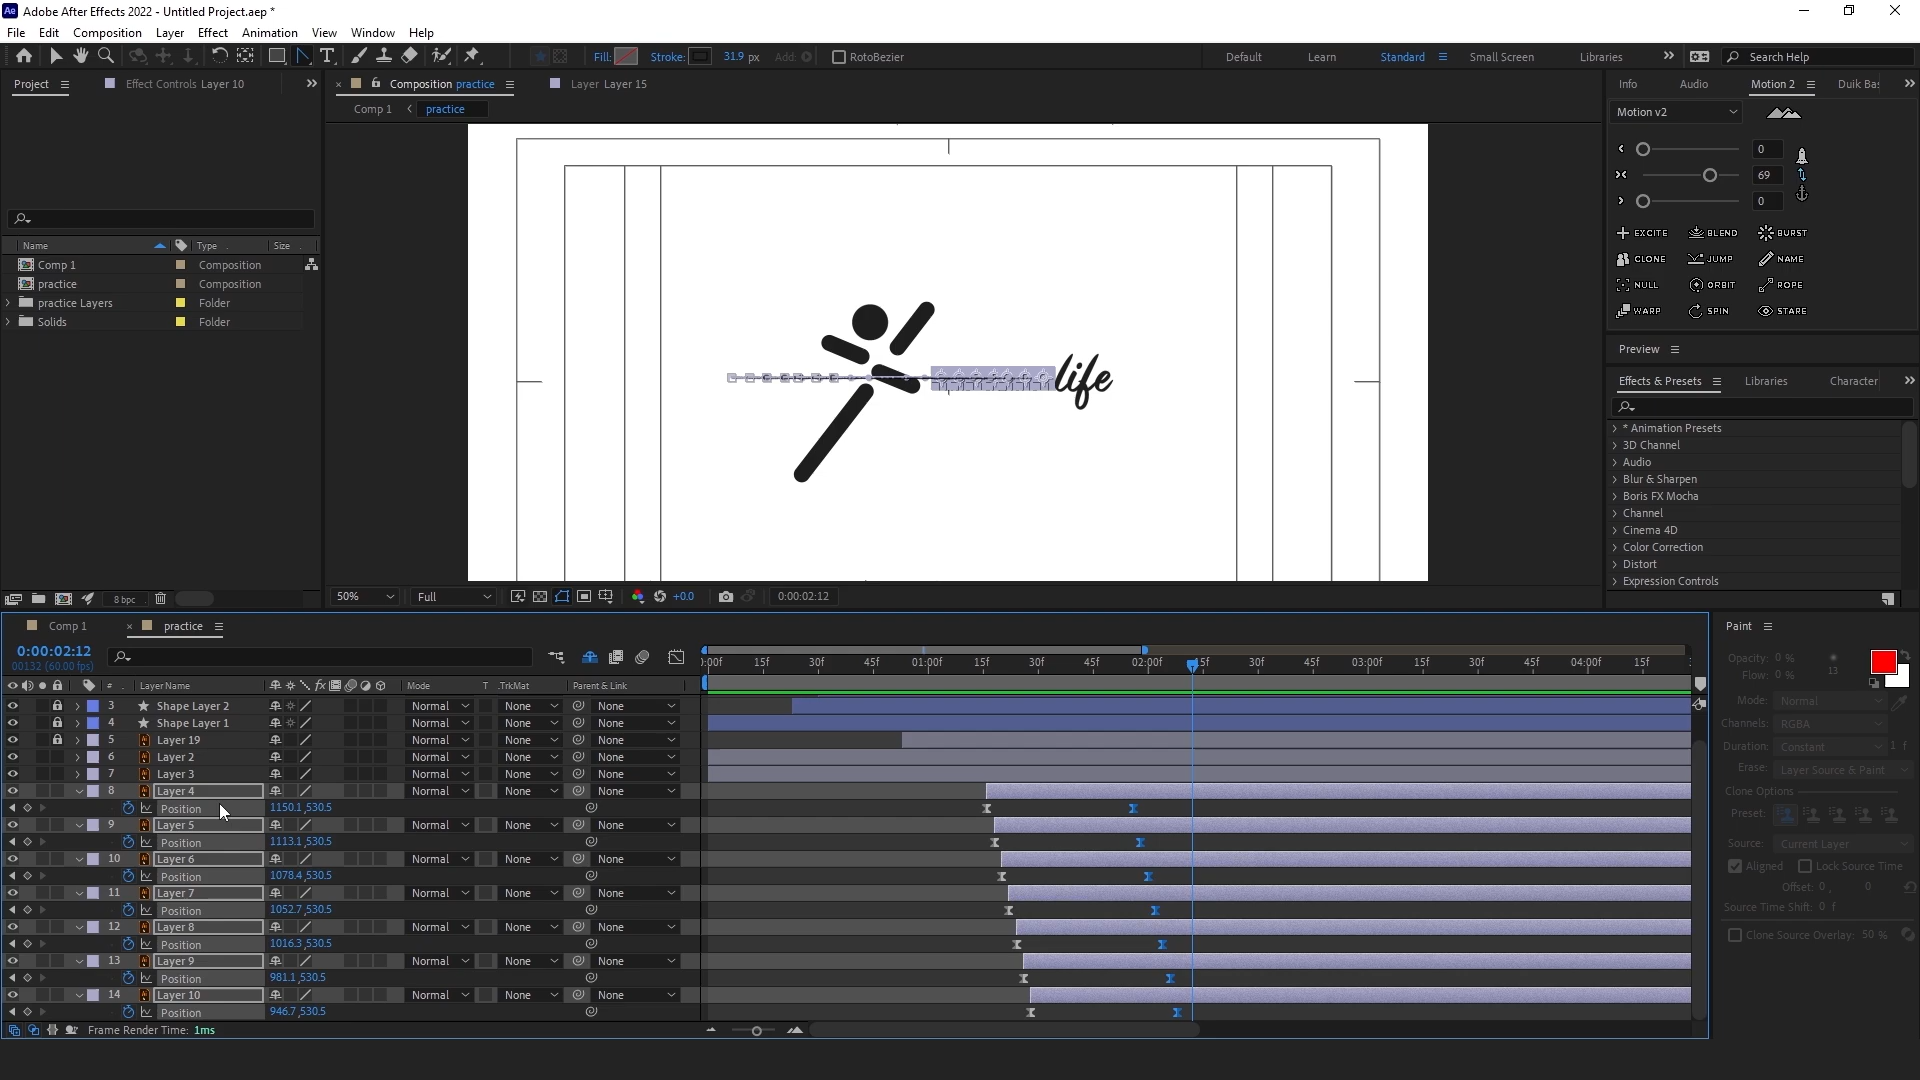 Adobe After Effects 2022 - Untitled Project.aep *
File Edit Composition Layer Effect Animation View Window Help
Fill: Stroke: 31.9 px Add: RotoBezier Default Learn Standard Small Screen Libraries Search Help
Project Effect Controls Layer 10
Composition practice Layer Layer 15
Comp 1 practice
Name Type Size
Comp 1 Composition
practice Composition
practice Layers Folder
Solids Folder
8 bpc
life
50% Full +0.0 0:00:02:12
Info Audio Motion 2 Duik Bas
Motion v2
0
69
0
EXCITE BLEND BURST
CLONE JUMP NAME
NULL ORBIT ROPE
WARP SPIN STARE
Preview
Effects & Presets Libraries Character
* Animation Presets
3D Channel
Audio
Blur & Sharpen
Boris FX Mocha
Channel
Cinema 4D
Color Correction
Distort
Expression Controls
Comp 1 practice
0:00:02:12
00132 (60.00 fps)
:00f 15f 30f 45f 01:00f 15f 30f 45f 02:00f 15f 30f 45f 03:00f 15f 30f 45f 04:00f 15f
# Layer Name fx Mode T .TrkMat Parent & Link
3 Shape Layer 2 Normal None None
4 Shape Layer 1 Normal None None
5 Layer 19 Normal None None
6 Layer 2 Normal None None
7 Layer 3 Normal None None
8 Layer 4 Normal None None
Position 1150.1,530.5
9 Layer 5 Normal None None
Position 1113.1,530.5
10 Layer 6 Normal None None
Position 1078.4,530.5
11 Layer 7 Normal None None
Position 1052.7,530.5
12 Layer 8 Normal None None
Position 1016.3,530.5
13 Layer 9 Normal None None
Position 981.1,530.5
14 Layer 10 Normal None None
Position 946.7,530.5
Frame Render Time: 1ms
Paint
Opacity: 0 %
Flow: 0 % 13
Mode: Normal
Channels: RGBA
Duration: Constant 1 f
Erase: Layer Source & Paint
Clone Options
Preset:
Source: Current Layer
Aligned Lock Source Time
Offset: 0, 0
Source Time Shift: 0 f
Clone Source Overlay: 50 %